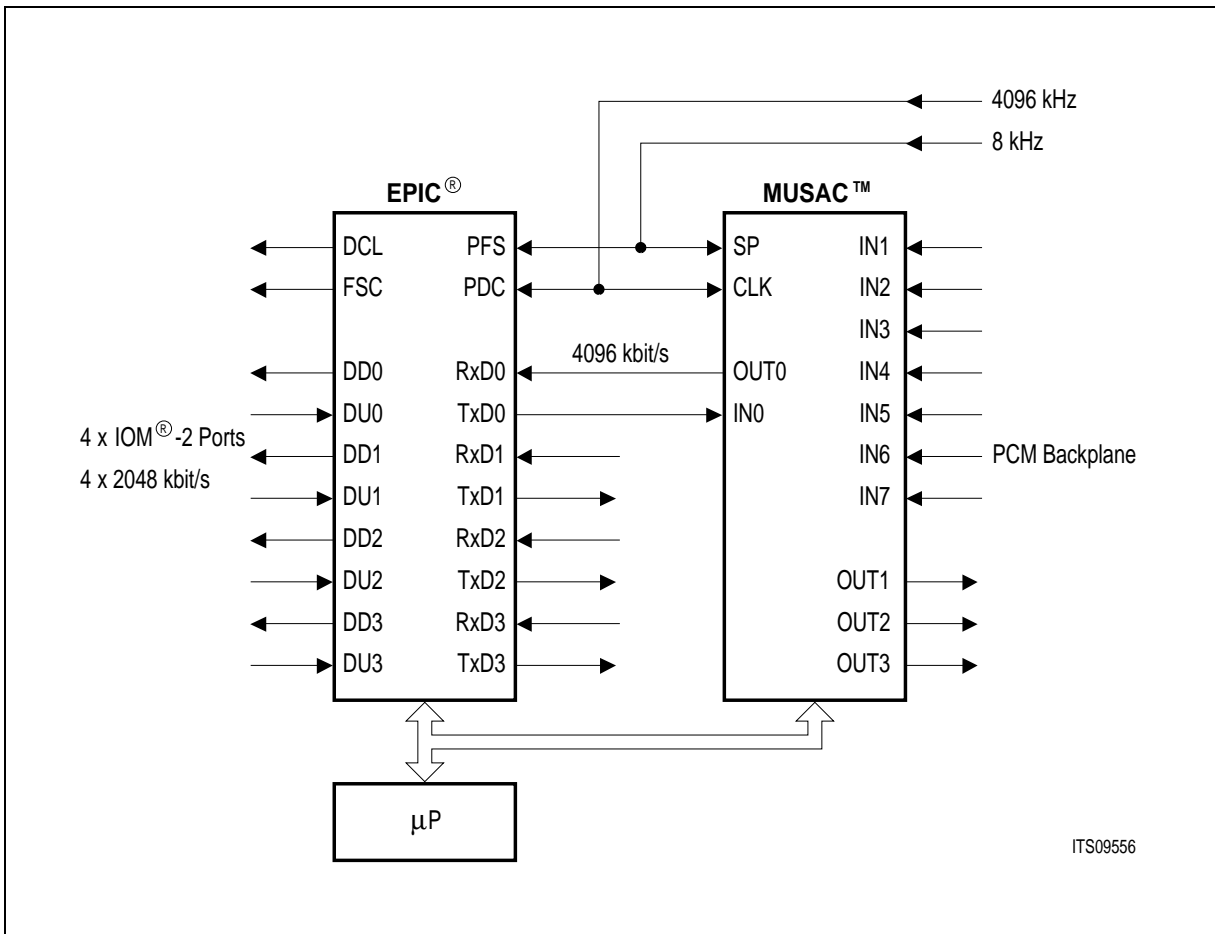 4096 kHz
8 kHz
EPIC®
MUSAC™
DCL
PFS
SP
IN1
FSC
PDC
CLK
IN2
IN3
4096 kbit/s
DD0
RxD0
OUT0
IN4
DU0
TxD0
IN0
IN5
4 x IOM®-2 Ports
DD1
RxD1
IN6
PCM Backplane
4 x 2048 kbit/s
DU1
TxD1
IN7
DD2
RxD2
DU2
TxD2
OUT1
DD3
RxD3
OUT2
DU3
TxD3
OUT3
µP
ITS09556